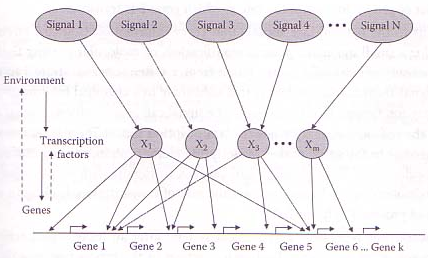 Signal 1 Signal 2 Signal 3 Signal 4 ••• Signal N
Environment
Transcription
factors
X1 X2 X3 ••• Xm
Genes
Gene 1 Gene 2 Gene 3 Gene 4 Gene 5 Gene 6 ... Gene k